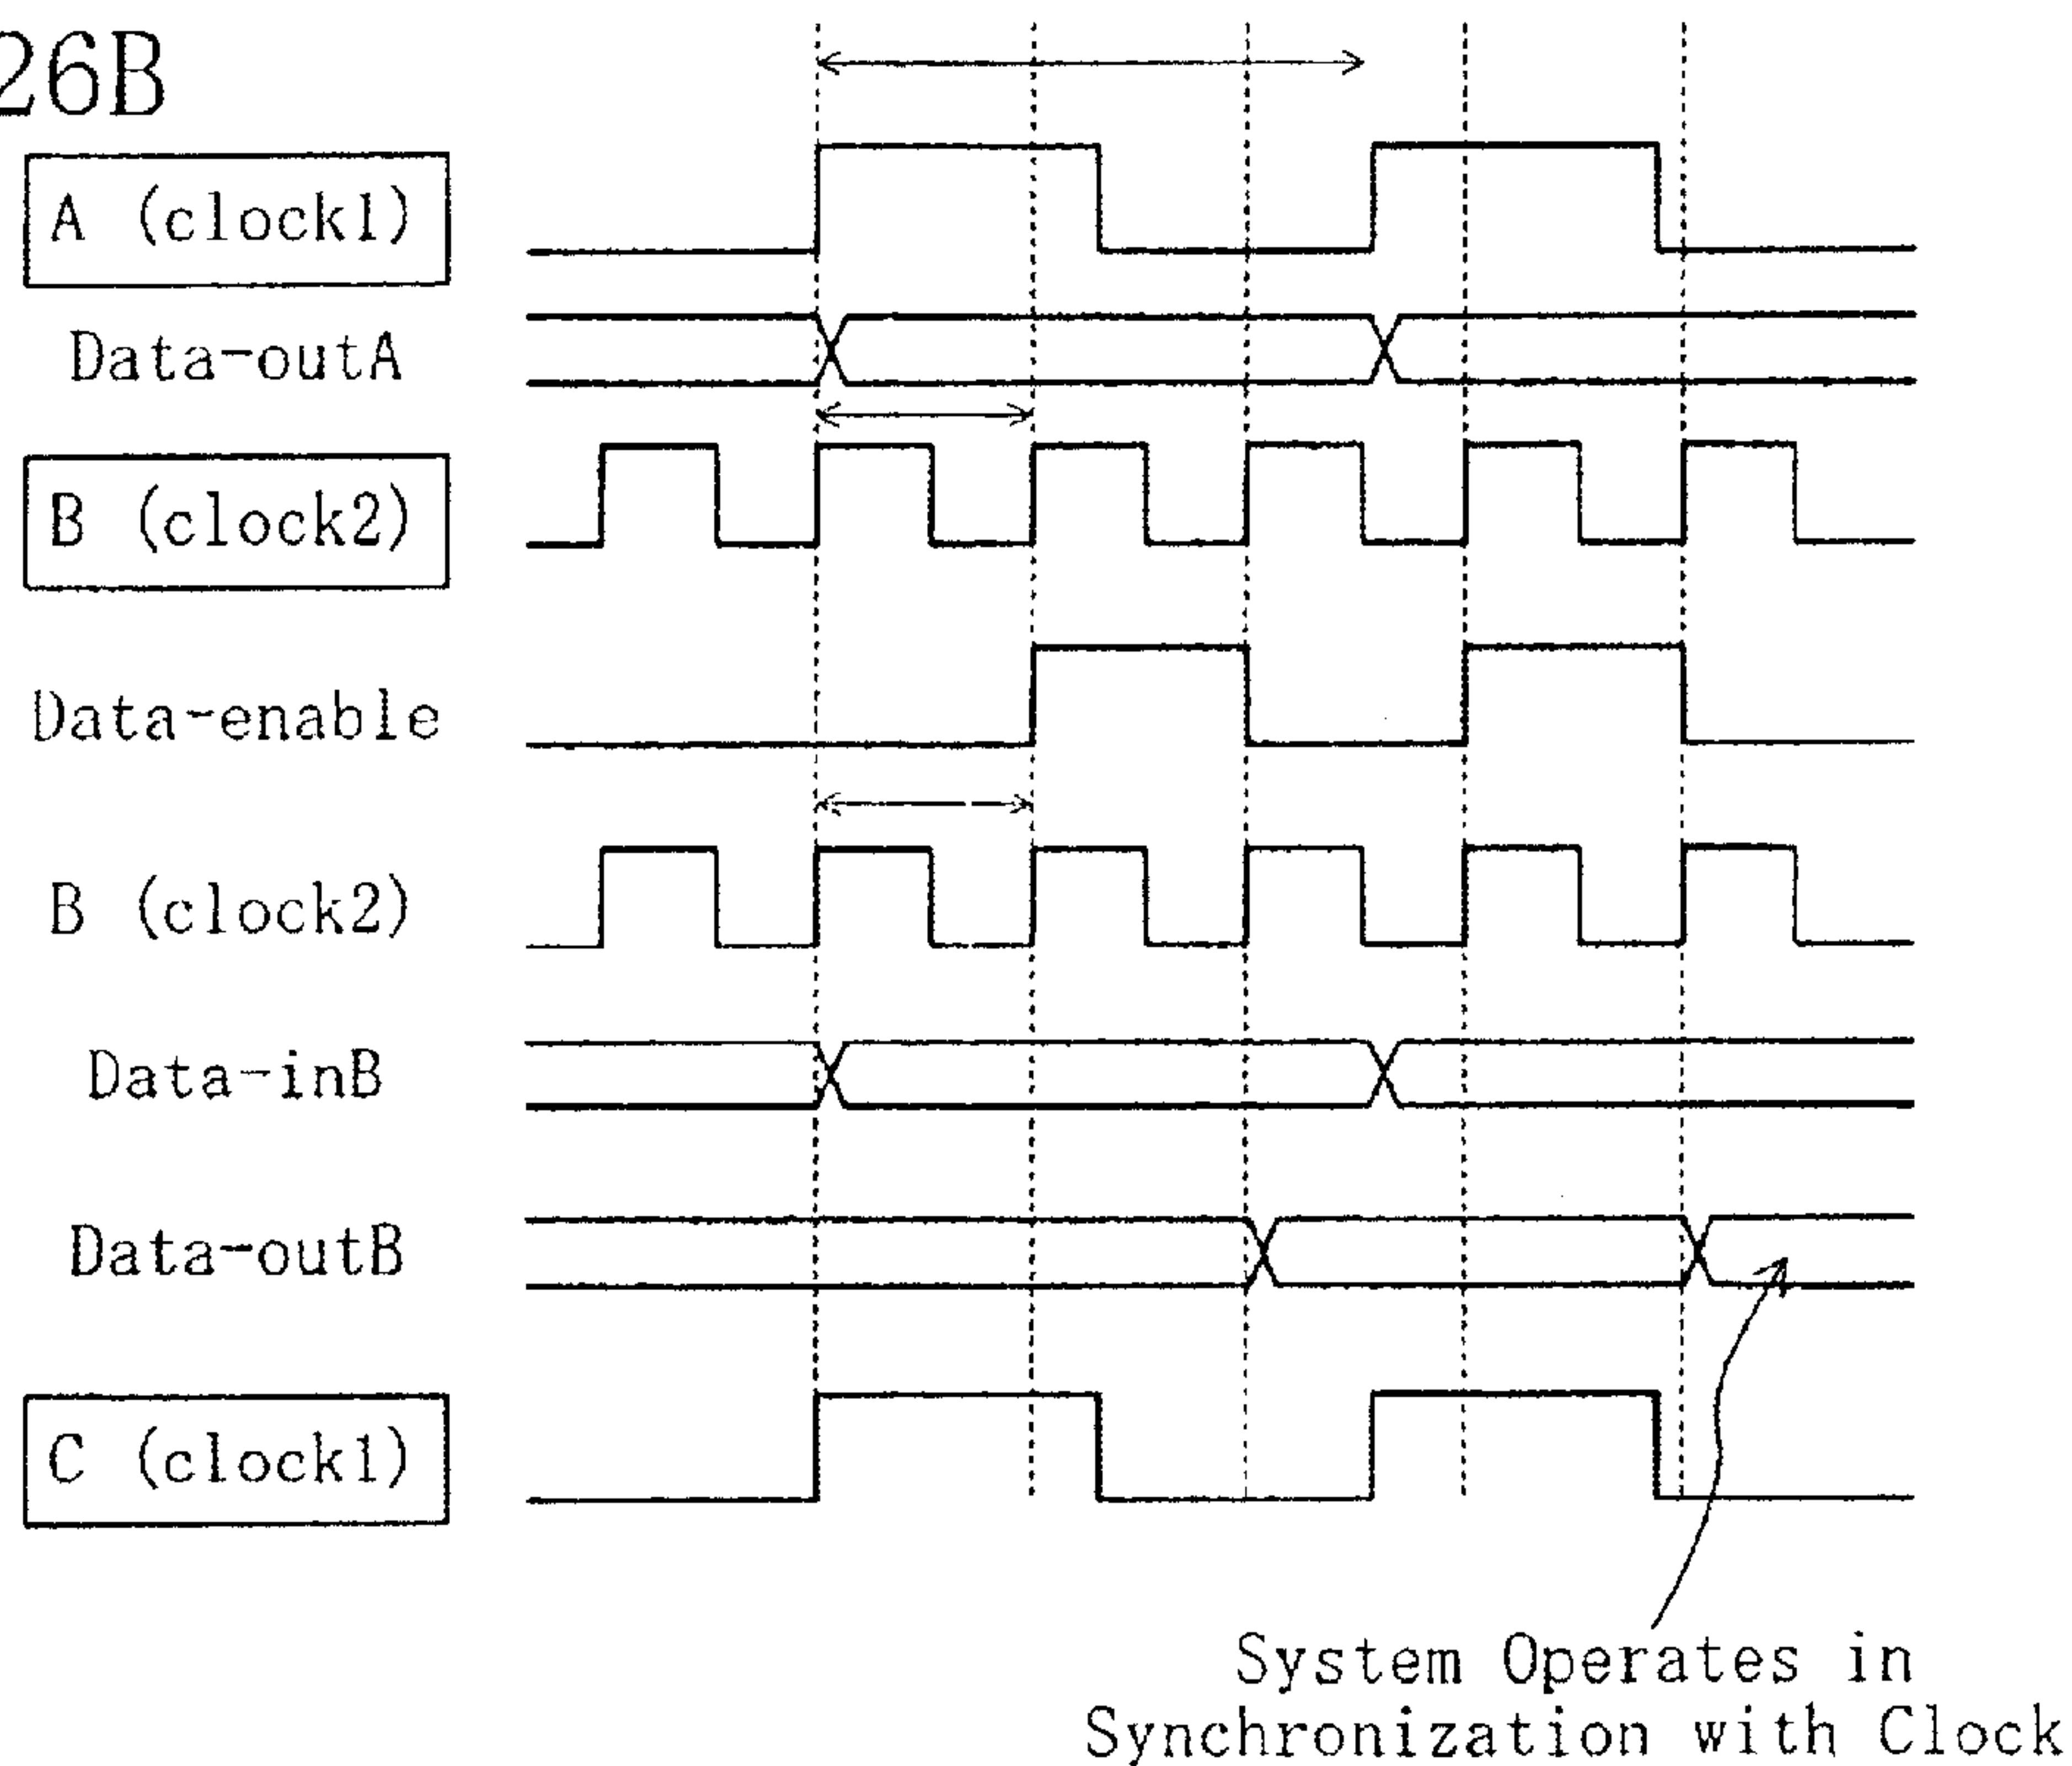 26B
A (clock1)
Data-outA
B (clock2)
Data-enable
B (clock2)
Data-inB
Data-outB
C (clock1)
System Operates in
Synchronization with Clock